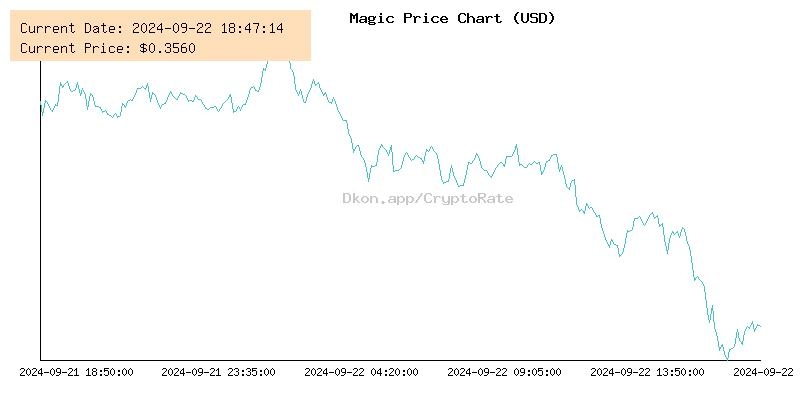 Magic Price Chart (USD)
Current Date: 2024-09-22 18:47:14
Current Price: $0.3560
Dkon.app/CryptoRate
2024-09-21 18:50:00
2024-09-21 23:35:00
2024-09-22 04:20:00
2024-09-22 09:05:00
2024-09-22 13:50:00
2024-09-22